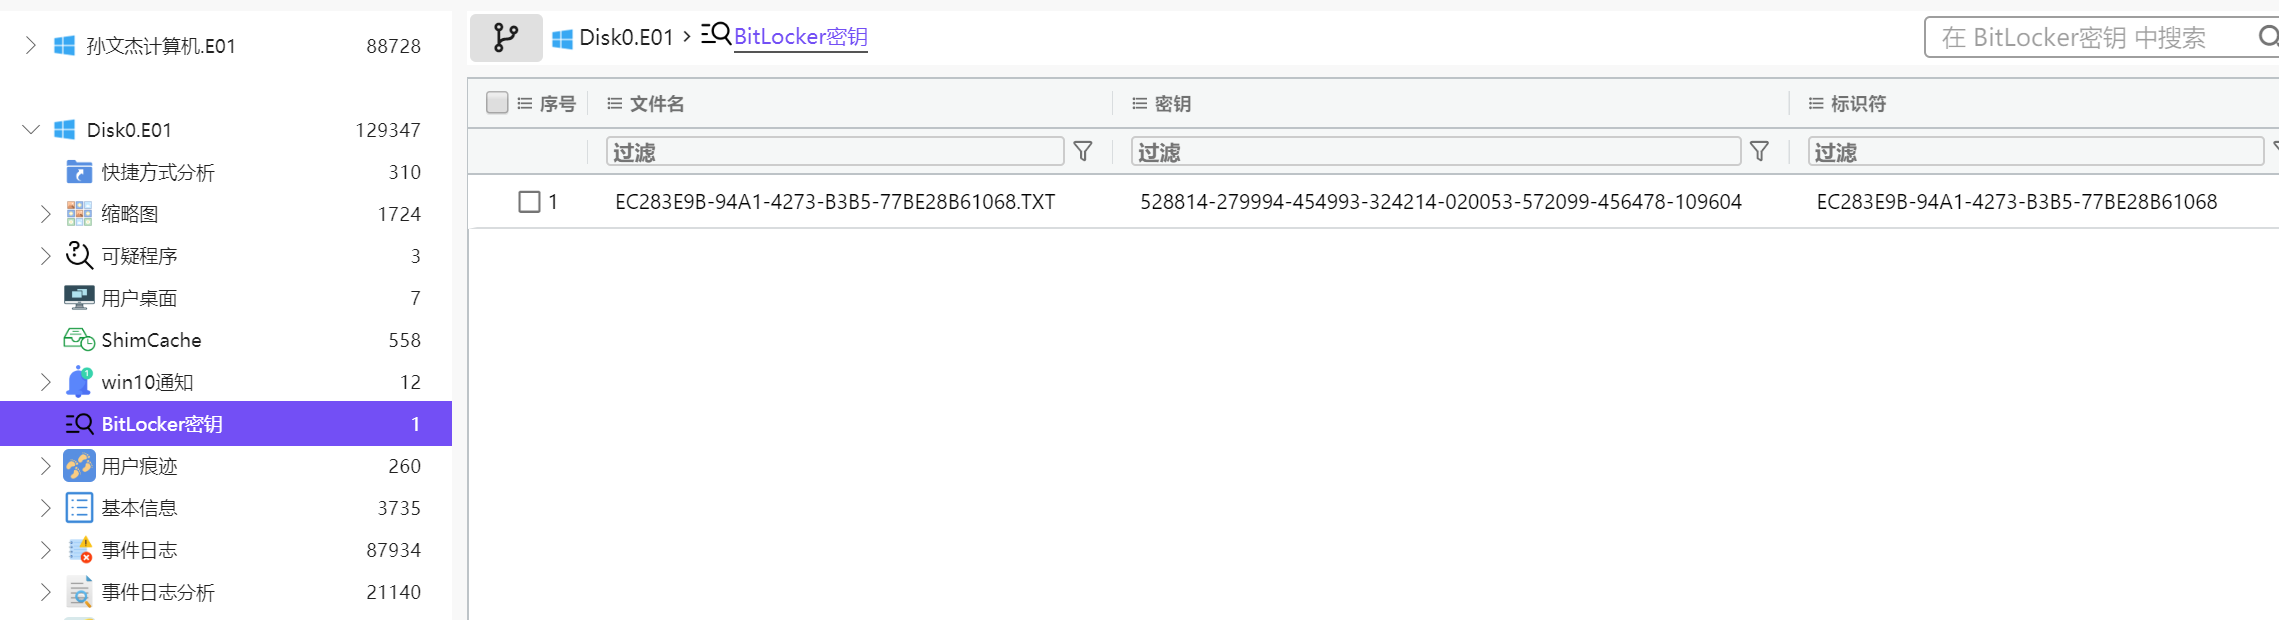 孙文杰计算机.E01 88728
Disk0.E01 129347
快捷方式分析 310
缩略图 1724
可疑程序 3
用户桌面 7
ShimCache 558
win10通知 12
BitLocker密钥 1
用户痕迹 260
基本信息 3735
事件日志 87934
事件日志分析 21140
Disk0.E01 › BitLocker密钥
在 BitLocker密钥 中搜索
序号 文件名 密钥 标识符
过滤 过滤 过滤
1 EC283E9B-94A1-4273-B3B5-77BE28B61068.TXT 528814-279994-454993-324214-020053-572099-456478-109604 EC283E9B-94A1-4273-B3B5-77BE28B61068